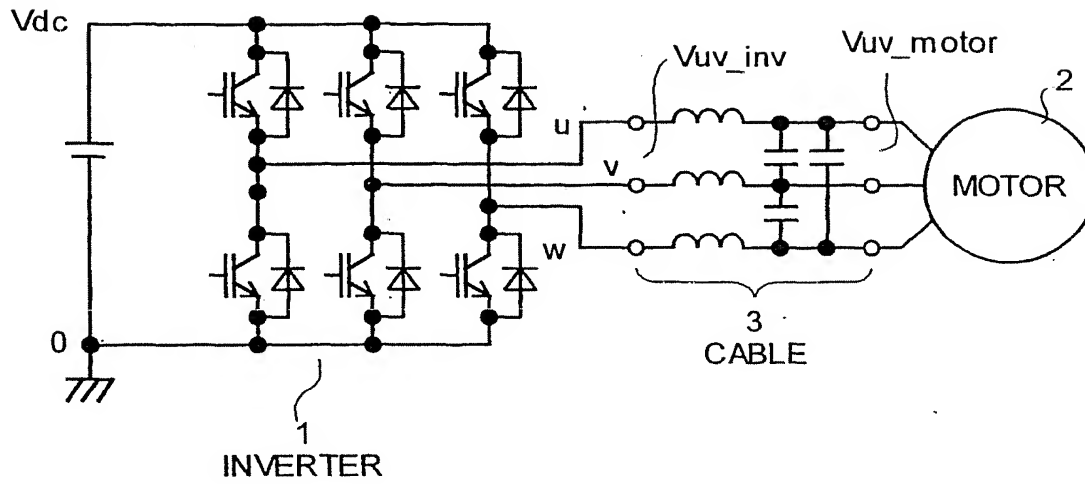 Vdc
Vuv_inv
Vuv_motor
2
u
v
w
MOTOR
0
3
CABLE
1
INVERTER